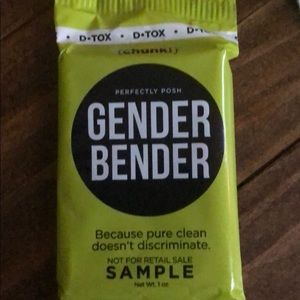 • D•TOX • D•TOX • D•TOX •
[chunk!]
PERFECTLY POSH
GENDER
BENDER
Because pure clean
doesn't discriminate.
NOT FOR RETAIL SALE
SAMPLE
Net Wt. 1 oz